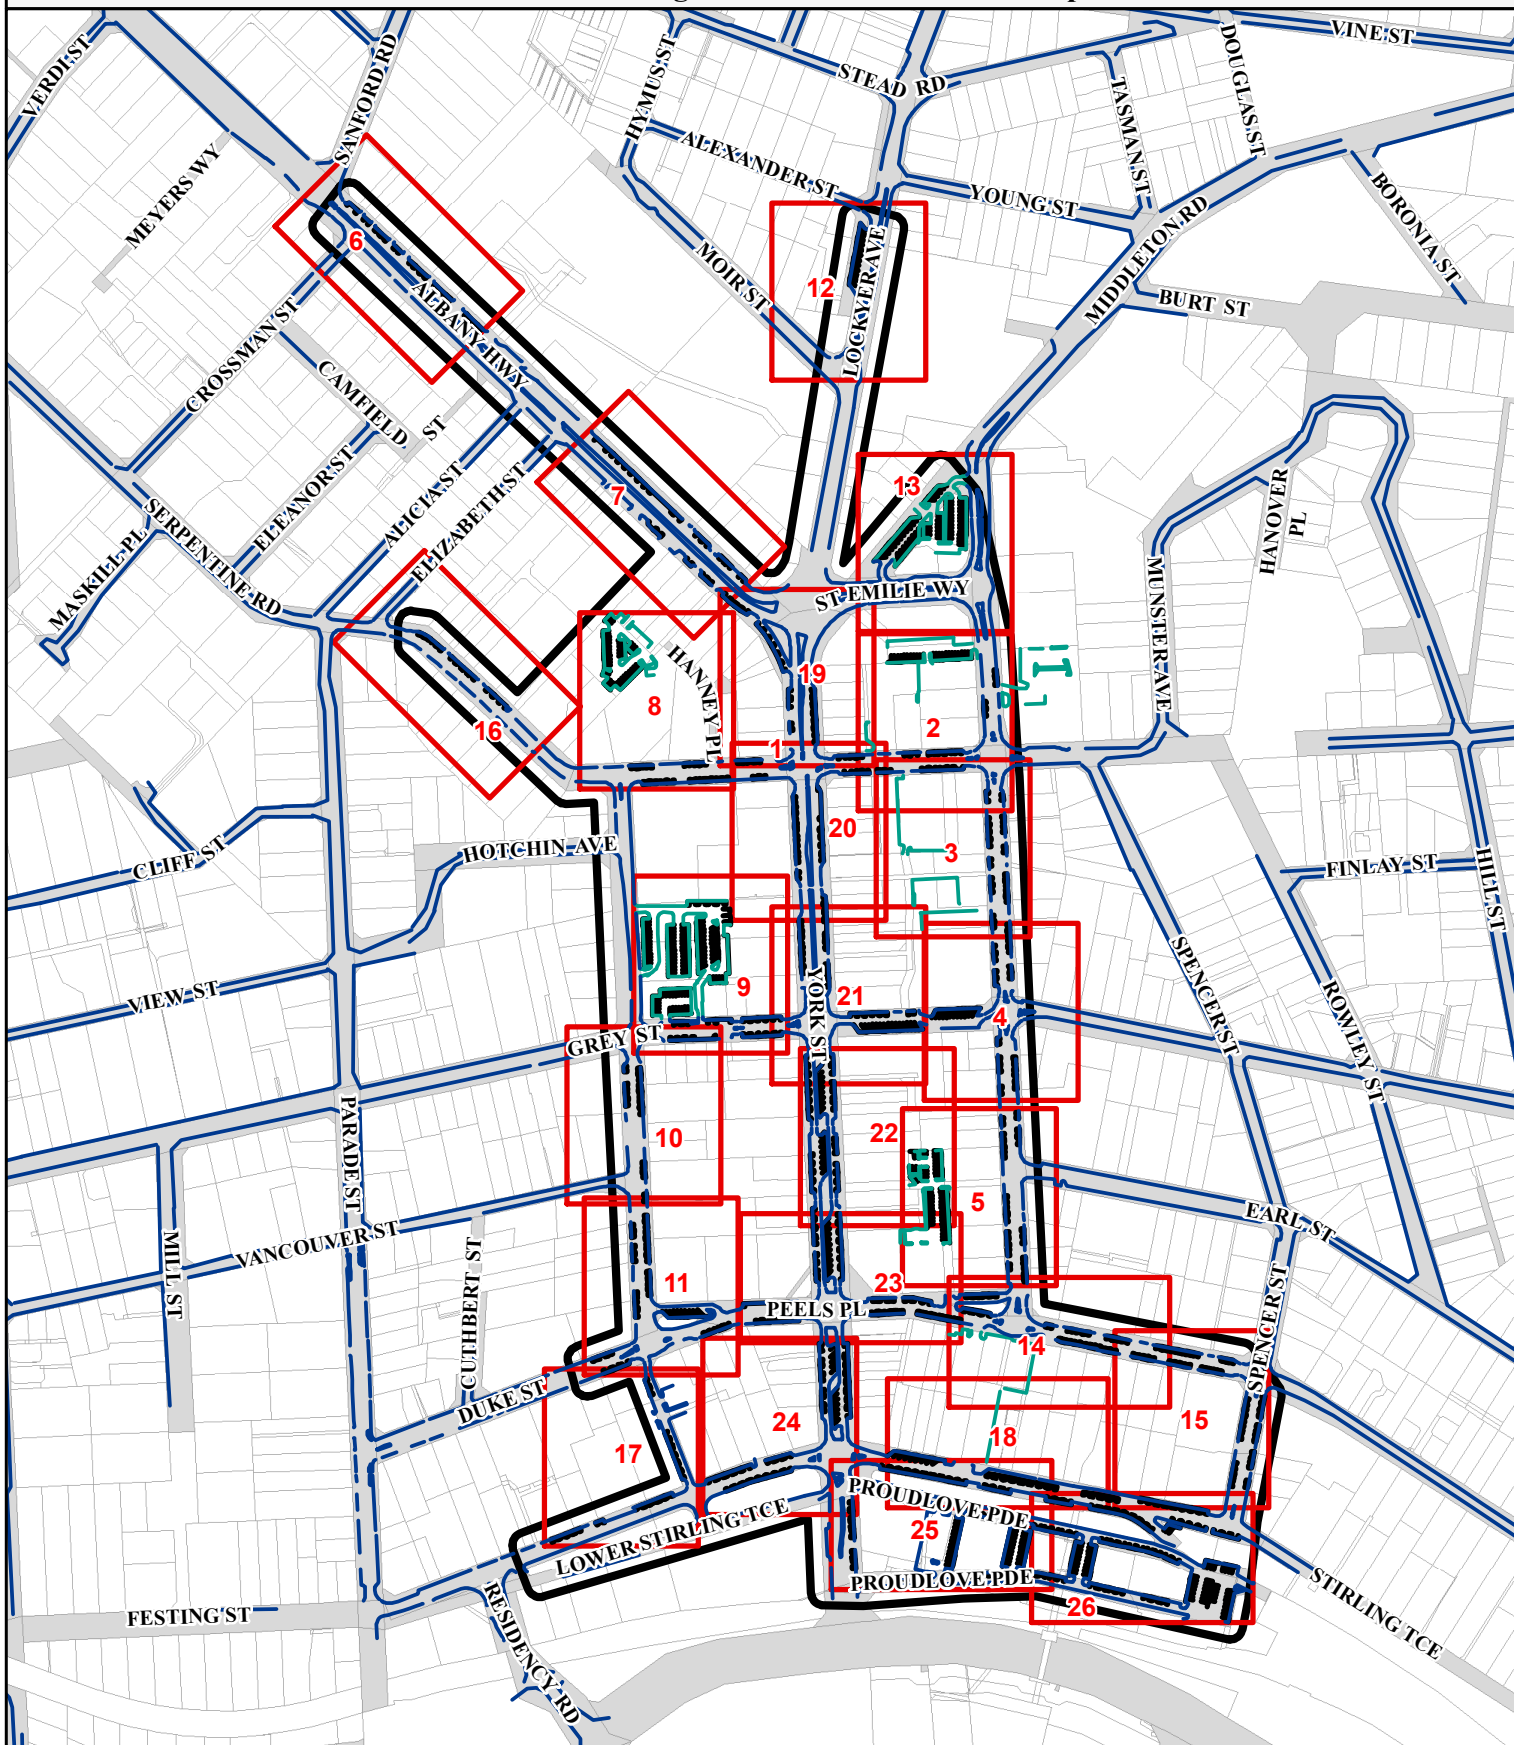 VINE ST
VERDI ST
SANFORD RD
HYMUS ST
STEAD RD
DOUGLAS ST
TASMAN ST
ALEXANDER ST
YOUNG ST
MEYERS WY
BORONIA ST
MIDDLETON RD
6
MOIR ST
12
LOCKYER AVE
BURT ST
ALBANY HWY
CROSSMAN ST
CAMFIELD ST
ELEANOR ST
ALICIA ST
ELIZABETH ST
7
13
HANOVER PL
SERPENTINE RD
MASKILL PL
ST EMILIE WY
MUNSTER AVE
HANNEY PL
19
8
16
2
1
20
3
CLIFF ST
HOTCHIN AVE
FINLAY ST
HILL ST
VIEW ST
9
YORK ST
21
4
SPENCER ST
ROWLEY ST
GREY ST
PARADE ST
10
22
5
MILL ST
VANCOUVER ST
CUTHBERT ST
EARL ST
11
23
PEELS PL
14
SPENCER ST
DUKE ST
24
15
17
18
PROUDLOVE PDE
25
LOWER STIRLING TCE
PROUDLOVE PDE
26
STIRLING TCE
FESTING ST
RESIDENCY RD